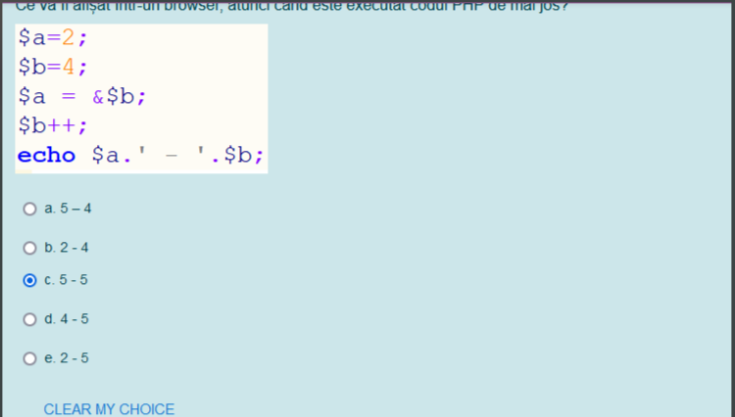 Ce va fi afișat într-un browser, atunci când este executat codul PHP de mai jos?
$a=2;
$b=4;
$a = &$b;
$b++;
echo $a.' - '.$b;
a. 5 – 4
b. 2 - 4
c. 5 - 5
d. 4 - 5
e. 2 - 5
CLEAR MY CHOICE